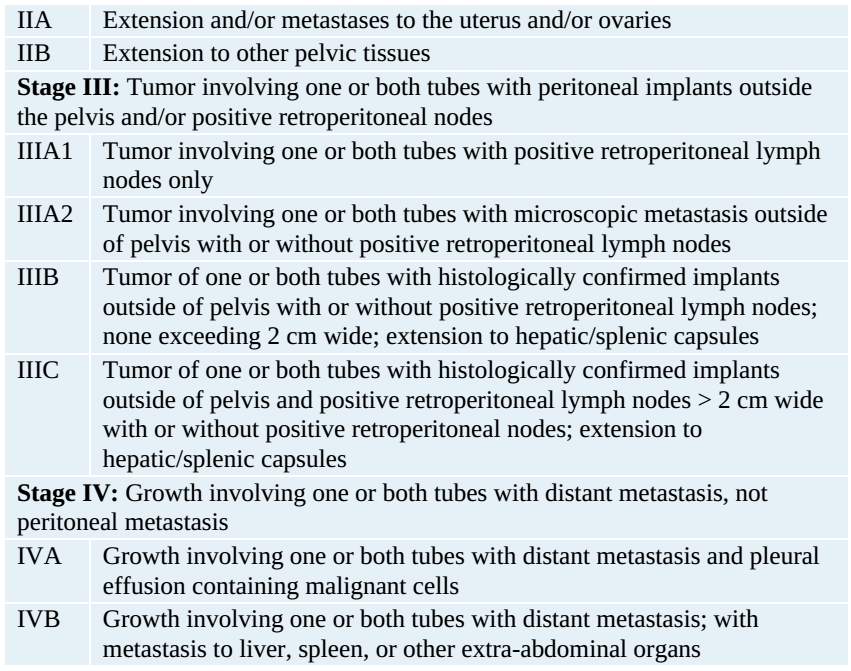 IIA Extension and/or metastases to the uterus and/or ovaries
IIB Extension to other pelvic tissues
Stage III: Tumor involving one or both tubes with peritoneal implants outside
the pelvis and/or positive retroperitoneal nodes
IIIA1 Tumor involving one or both tubes with positive retroperitoneal lymph
nodes only
IIIA2 Tumor involving one or both tubes with microscopic metastasis outside
of pelvis with or without positive retroperitoneal lymph nodes
IIIB Tumor of one or both tubes with histologically confirmed implants
outside of pelvis with or without positive retroperitoneal lymph nodes;
none exceeding 2 cm wide; extension to hepatic/splenic capsules
IIIC Tumor of one or both tubes with histologically confirmed implants
outside of pelvis and positive retroperitoneal lymph nodes > 2 cm wide
with or without positive retroperitoneal nodes; extension to
hepatic/splenic capsules
Stage IV: Growth involving one or both tubes with distant metastasis, not
peritoneal metastasis
IVA Growth involving one or both tubes with distant metastasis and pleural
effusion containing malignant cells
IVB Growth involving one or both tubes with distant metastasis; with
metastasis to liver, spleen, or other extra-abdominal organs